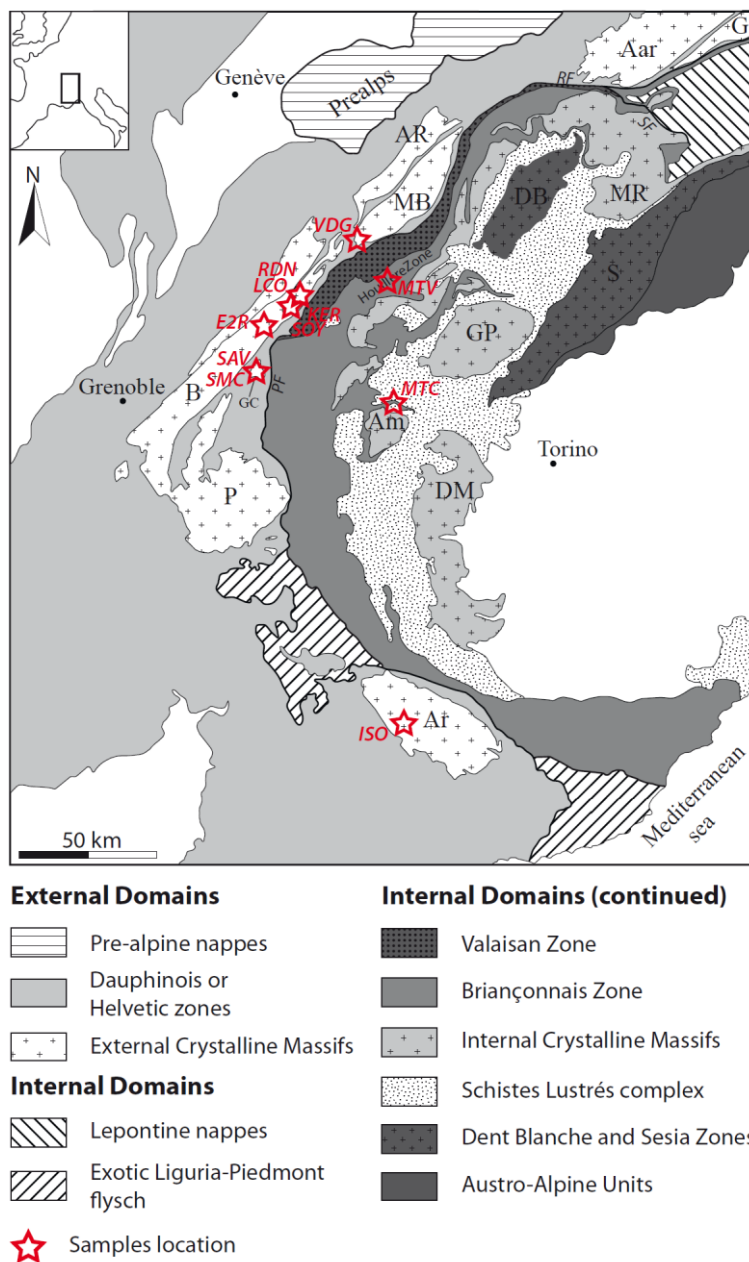 Genève
Prealps
Aar
G
RF
SF
AR
MB
DB
MR
VDG
Houillère Zone
MTV
S
RDN
LCO
KER
SOY
E2R
GP
SAV
SMC
Grenoble
B
GC
PF
MTC
Am
Torino
P
DM
N
Ar
ISO
50 km
Mediterranean
sea
External Domains
Pre-alpine nappes
Dauphinois or
Helvetic zones
External Crystalline Massifs
Internal Domains
Lepontine nappes
Exotic Liguria-Piedmont
flysch
Samples location
Internal Domains (continued)
Valaisan Zone
Briançonnais Zone
Internal Crystalline Massifs
Schistes Lustrés complex
Dent Blanche and Sesia Zones
Austro-Alpine Units